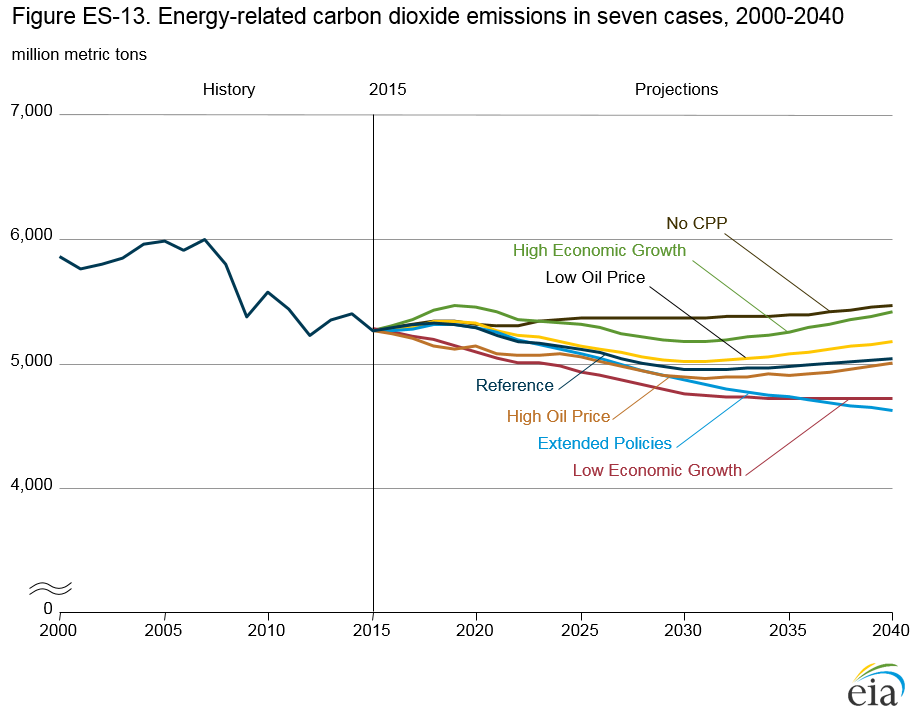 Figure ES-13. Energy-related carbon dioxide emissions in seven cases, 2000-2040
million metric tons
History 2015 Projections
7,000
6,000
No CPP
High Economic Growth
Low Oil Price
5,000
Reference
High Oil Price
Extended Policies
Low Economic Growth
4,000
0
2000 2005 2010 2015 2020 2025 2030 2035 2040
eia